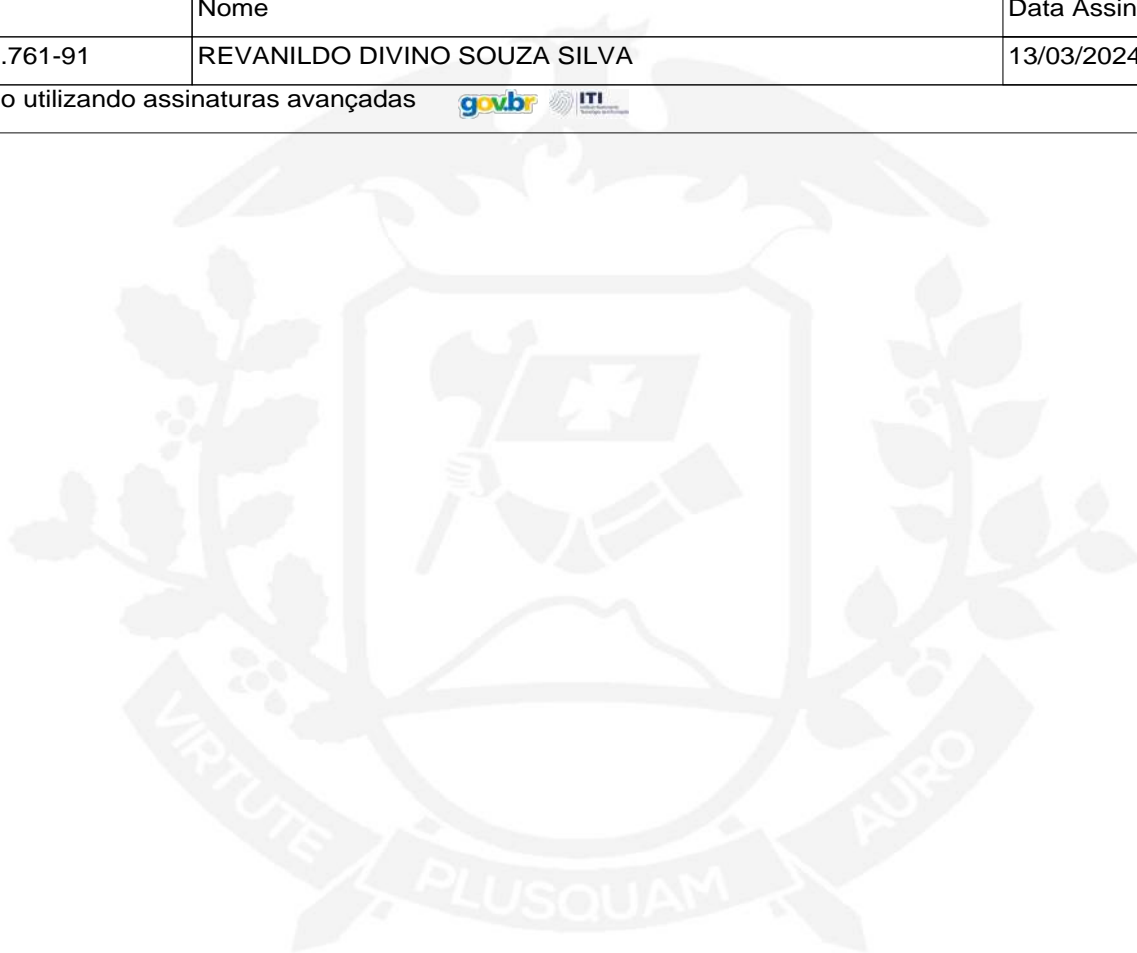 Nome Data Assin
.761-91 REVANILDO DIVINO SOUZA SILVA 13/03/2024
o utilizando assinaturas avançadas gov.br ITI
VIRTUTE PLUSQUAM AURO